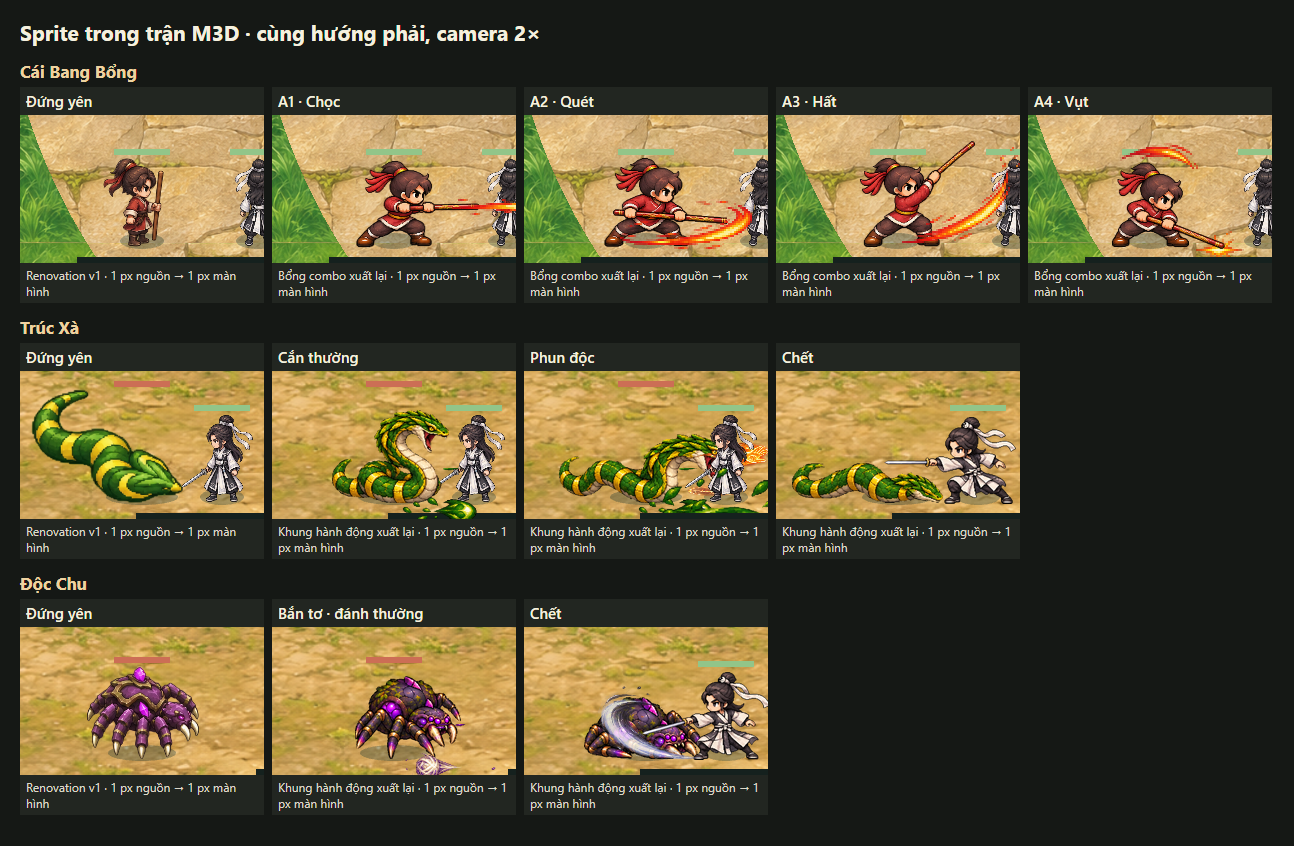 Sprite trong trận M3D · cùng hướng phải, camera 2×
Cái Bang Bổng
Đứng yên
A1 · Chọc
A2 · Quét
A3 · Hất
A4 · Vụt
Renovation v1 · 1 px nguồn → 1 px màn
hình
Bổng combo xuất lại · 1 px nguồn → 1 px
màn hình
Bổng combo xuất lại · 1 px nguồn → 1 px
màn hình
Bổng combo xuất lại · 1 px nguồn → 1 px
màn hình
Bổng combo xuất lại · 1 px nguồn → 1 px
màn hình
Trúc Xà
Đứng yên
Cắn thường
Phun độc
Chết
Renovation v1 · 1 px nguồn → 1 px màn
hình
Khung hành động xuất lại · 1 px nguồn → 1
px màn hình
Khung hành động xuất lại · 1 px nguồn → 1
px màn hình
Khung hành động xuất lại · 1 px nguồn → 1
px màn hình
Độc Chu
Đứng yên
Bắn tơ · đánh thường
Chết
Renovation v1 · 1 px nguồn → 1 px màn
hình
Khung hành động xuất lại · 1 px nguồn → 1
px màn hình
Khung hành động xuất lại · 1 px nguồn → 1
px màn hình